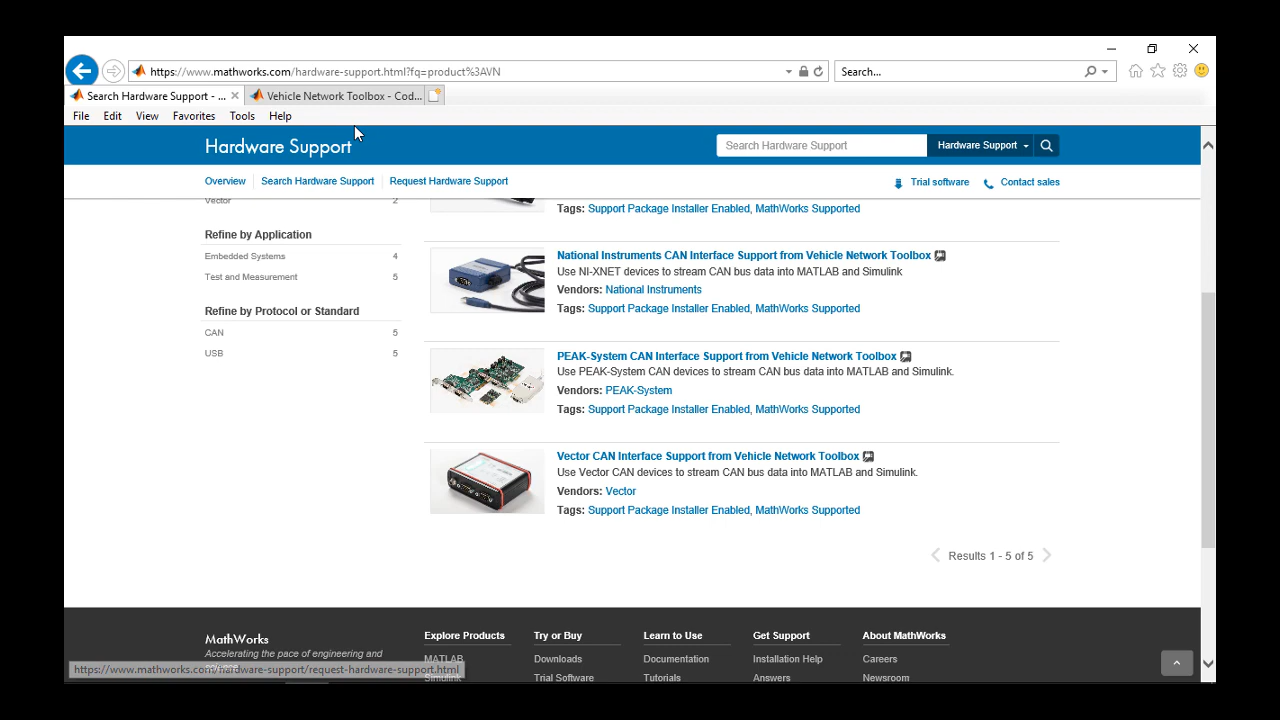 https://www.mathworks.com/hardware-support.html?fq=product%3AVN
Search...
Search Hardware Support - ...
Vehicle Network Toolbox - Cod...
File Edit View Favorites Tools Help
Hardware Support
Search Hardware Support
Hardware Support
Overview
Search Hardware Support
Request Hardware Support
Trial software
Contact sales
Vector 2
Refine by Application
Embedded Systems 4
Test and Measurement 5
Refine by Protocol or Standard
CAN 5
USB 5
Tags: Support Package Installer Enabled, MathWorks Supported
National Instruments CAN Interface Support from Vehicle Network Toolbox
Use NI-XNET devices to stream CAN bus data into MATLAB and Simulink
Vendors: National Instruments
Tags: Support Package Installer Enabled, MathWorks Supported
PEAK-System CAN Interface Support from Vehicle Network Toolbox
Use PEAK-System CAN devices to stream CAN bus data into MATLAB and Simulink.
Vendors: PEAK-System
Tags: Support Package Installer Enabled, MathWorks Supported
Vector CAN Interface Support from Vehicle Network Toolbox
Use Vector CAN devices to stream CAN bus data into MATLAB and Simulink.
Vendors: Vector
Tags: Support Package Installer Enabled, MathWorks Supported
Results 1 - 5 of 5
MathWorks
Accelerating the pace of engineering and
Explore Products
MATLAB
Simulink
Try or Buy
Downloads
Trial Software
Learn to Use
Documentation
Tutorials
Get Support
Installation Help
Answers
About MathWorks
Careers
Newsroom
https://www.mathworks.com/hardware-support/request-hardware-support.html